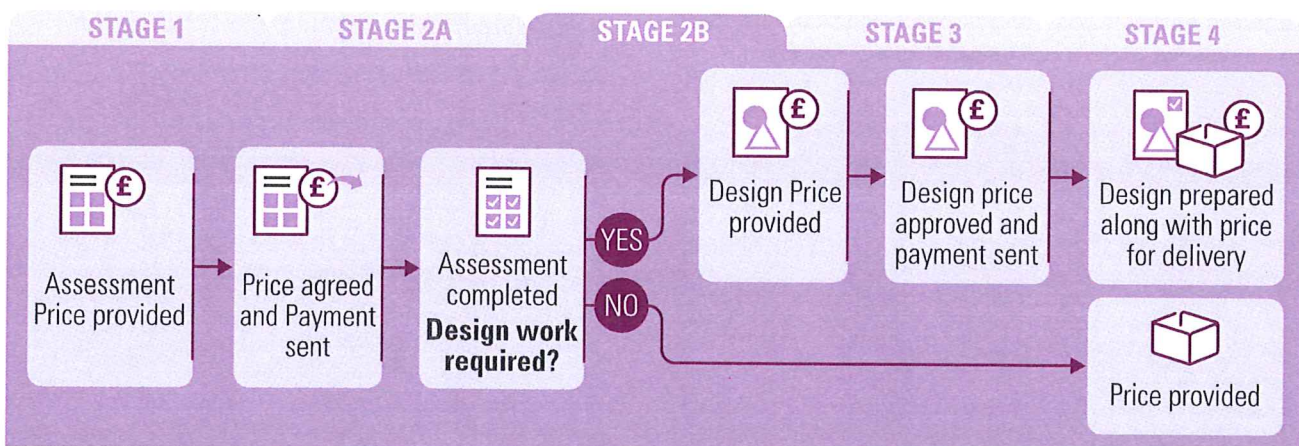 STAGE 1
STAGE 2A
STAGE 2B
STAGE 3
STAGE 4
£
Assessment
Price provided
£
Price agreed
and Payment
sent
Assessment
completed
Design work
required?
YES
NO
£
Design Price
provided
£
Design price
approved and
payment sent
£
Design prepared
along with price
for delivery
Price provided